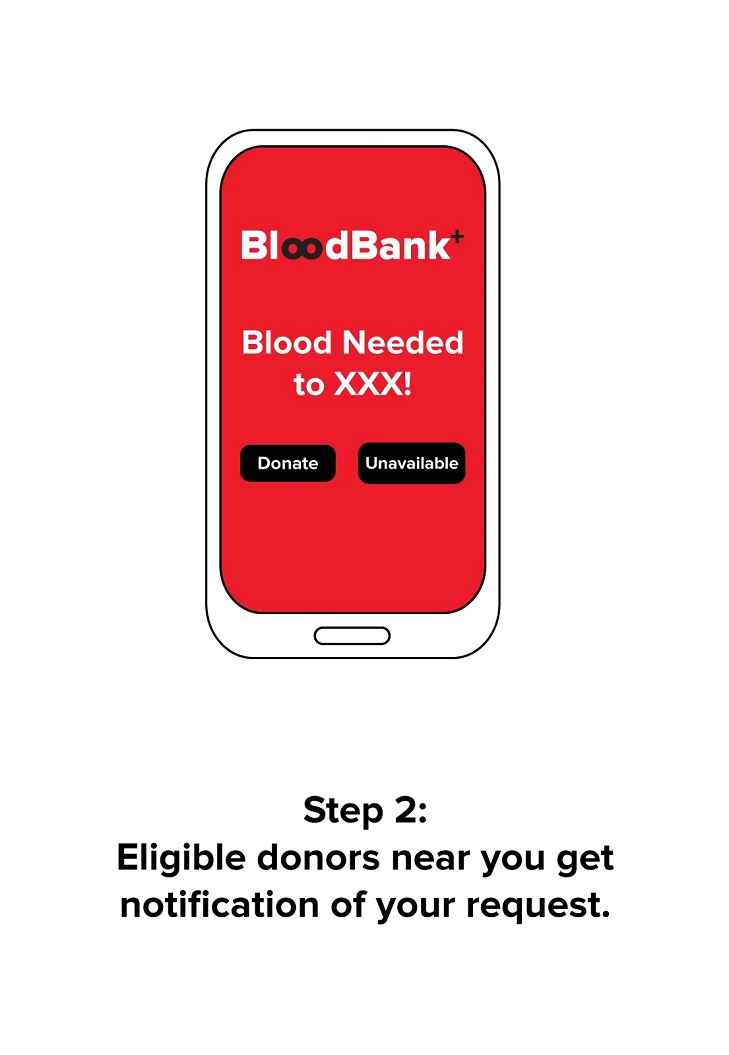 BloodBank+
Blood Needed
to XXX!
Donate
Unavailable
Step 2:
Eligible donors near you get
notification of your request.